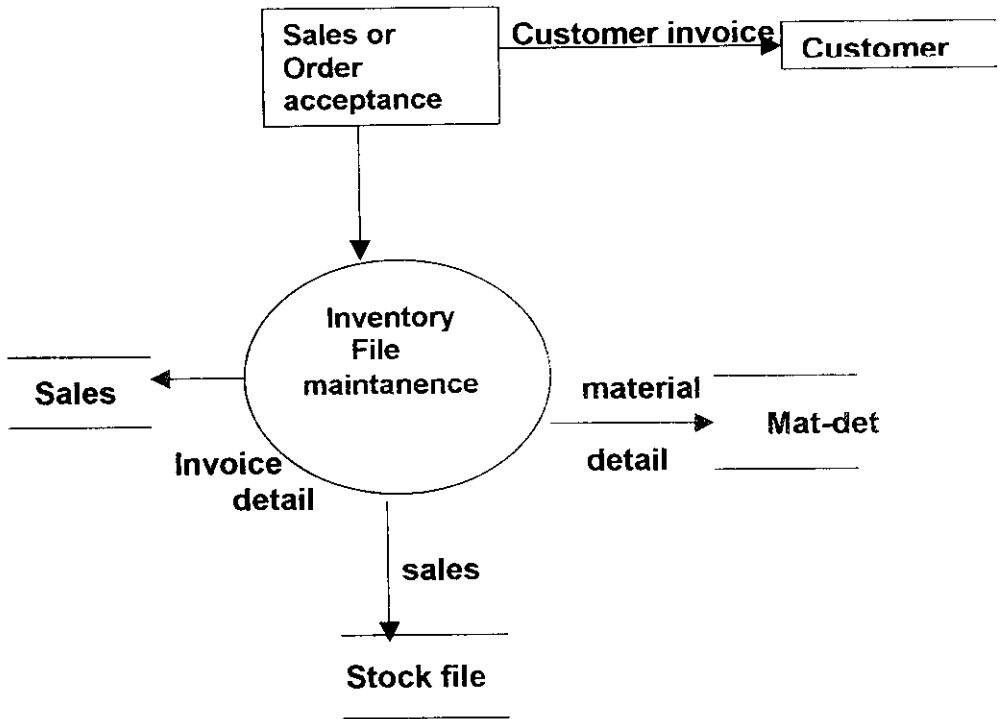 Sales or
Order
acceptance
Customer invoice
Customer
Inventory
File
maintanence
Sales
Invoice
detail
material
detail
Mat-det
sales
Stock file